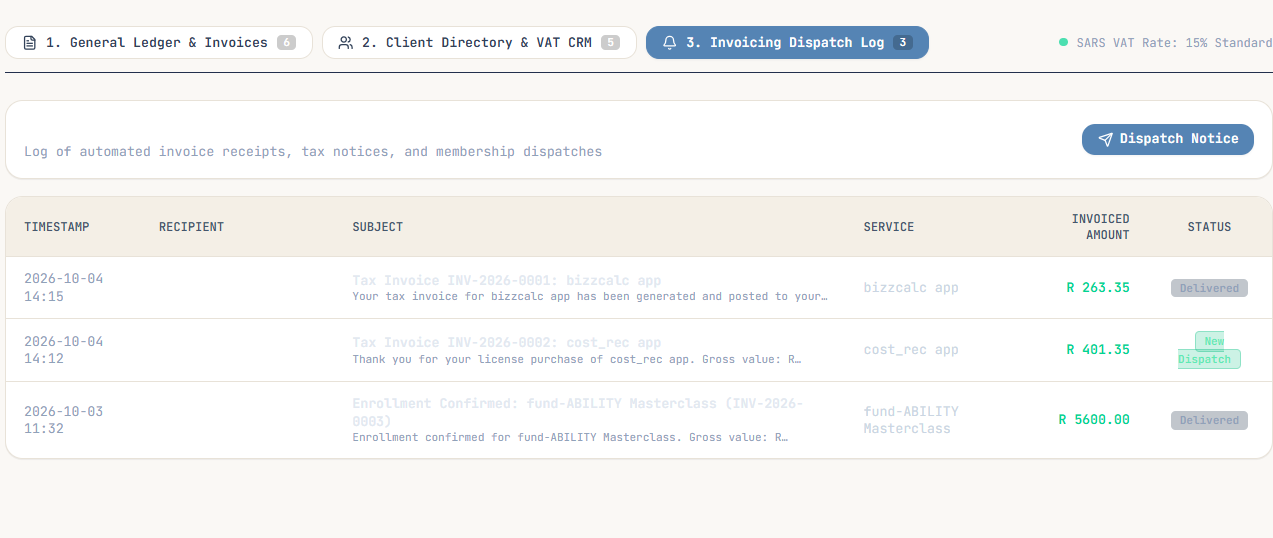 1. General Ledger & Invoices 6
2. Client Directory & VAT CRM 5
3. Invoicing Dispatch Log 3
SARS VAT Rate: 15% Standard
Log of automated invoice receipts, tax notices, and membership dispatches
Dispatch Notice
TIMESTAMP RECIPIENT SUBJECT SERVICE INVOICED AMOUNT STATUS
2026-10-04
14:15
Tax Invoice INV-2026-0001: bizzcalc app
Your tax invoice for bizzcalc app has been generated and posted to your…
bizzcalc app
R 263.35
Delivered
2026-10-04
14:12
Tax Invoice INV-2026-0002: cost_rec app
Thank you for your license purchase of cost_rec app. Gross value: R…
cost_rec app
R 401.35
New
Dispatch
2026-10-03
11:32
Enrollment Confirmed: fund-ABILITY Masterclass (INV-2026-
0003)
Enrollment confirmed for fund-ABILITY Masterclass. Gross value: R…
fund-ABILITY
Masterclass
R 5600.00
Delivered